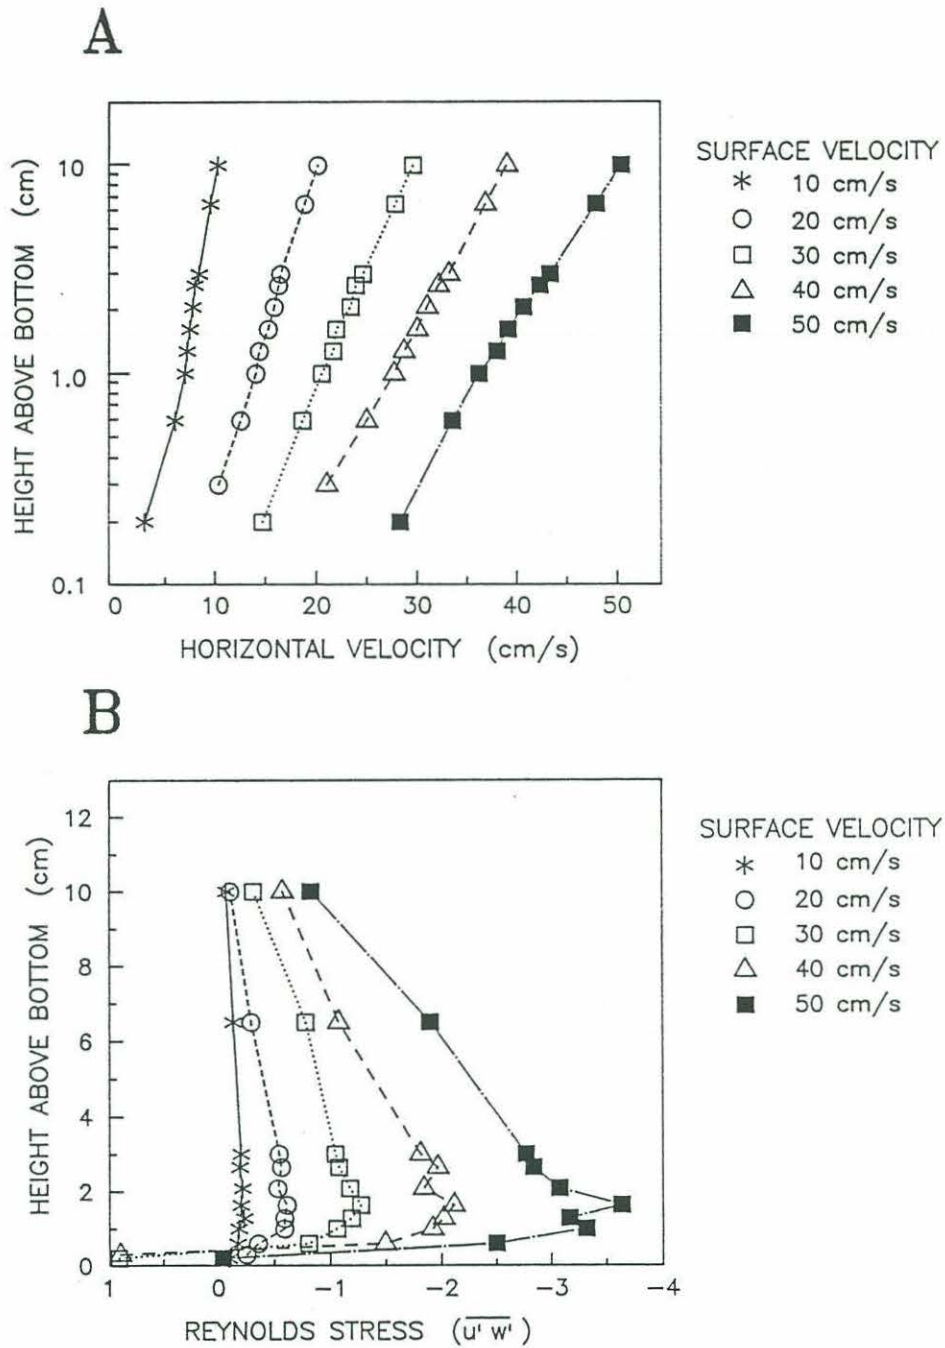 A
HEIGHT ABOVE BOTTOM (cm)
10
1.0
0.1
0
10
20
30
40
50
HORIZONTAL VELOCITY (cm/s)
SURFACE VELOCITY
10 cm/s
20 cm/s
30 cm/s
40 cm/s
50 cm/s
B
HEIGHT ABOVE BOTTOM (cm)
12
10
8
6
4
2
0
1
0
−1
−2
−3
−4
REYNOLDS STRESS (u' w')
SURFACE VELOCITY
10 cm/s
20 cm/s
30 cm/s
40 cm/s
50 cm/s